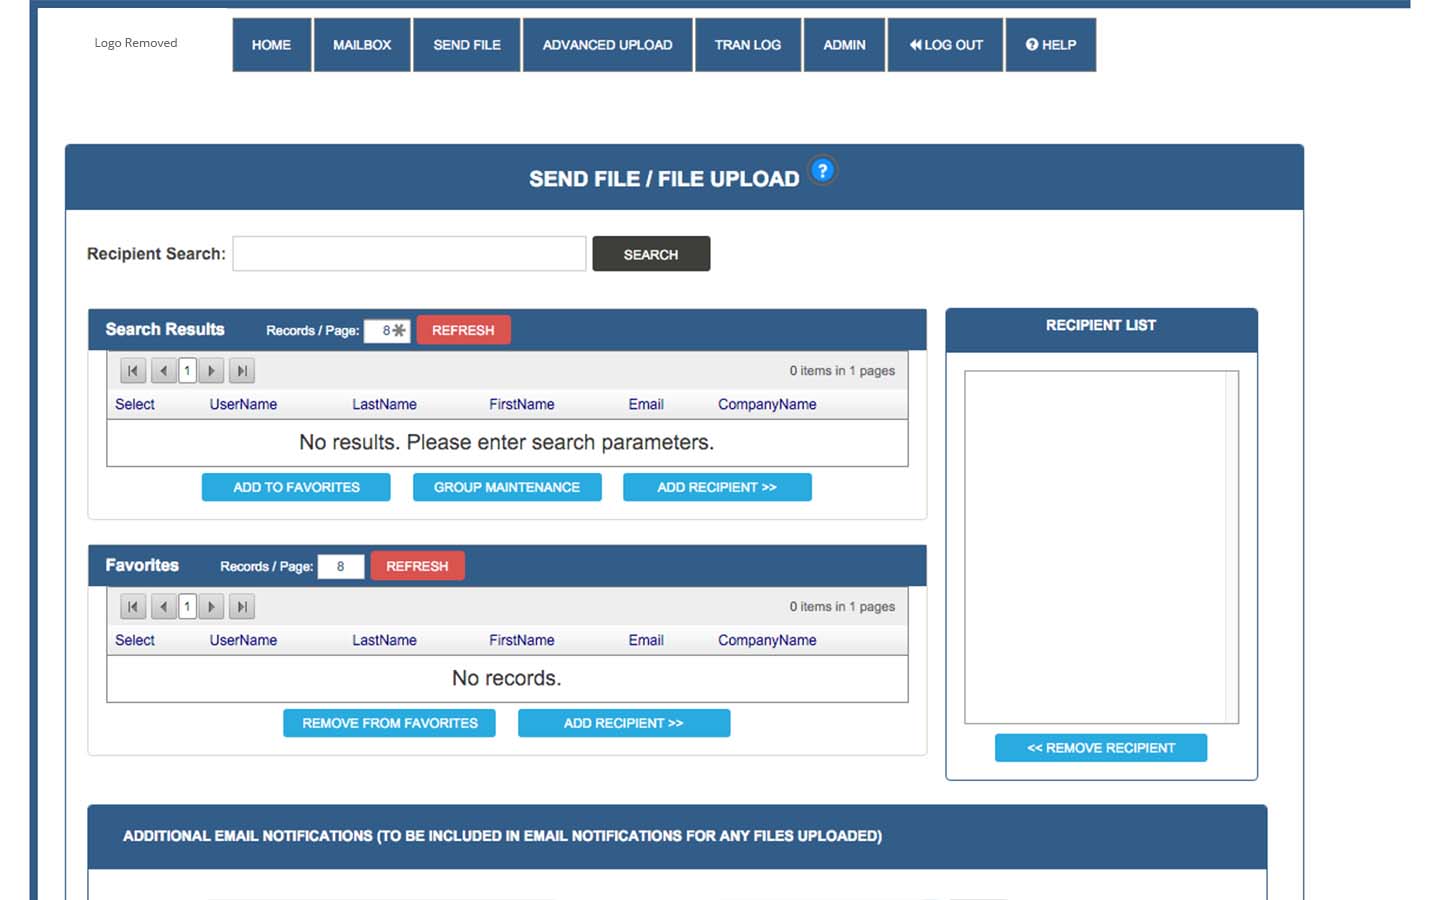 Logo Removed
HOME
MAILBOX
SEND FILE
ADVANCED UPLOAD
TRAN LOG
ADMIN
LOG OUT
? HELP
SEND FILE / FILE UPLOAD ?
Recipient Search:
SEARCH
Search Results
Records / Page: 8
REFRESH
1
0 items in 1 pages
Select UserName LastName FirstName Email CompanyName
No results. Please enter search parameters.
ADD TO FAVORITES
GROUP MAINTENANCE
ADD RECIPIENT >>
Favorites
Records / Page: 8
REFRESH
1
0 items in 1 pages
Select UserName LastName FirstName Email CompanyName
No records.
REMOVE FROM FAVORITES
ADD RECIPIENT >>
RECIPIENT LIST
<< REMOVE RECIPIENT
ADDITIONAL EMAIL NOTIFICATIONS (TO BE INCLUDED IN EMAIL NOTIFICATIONS FOR ANY FILES UPLOADED)